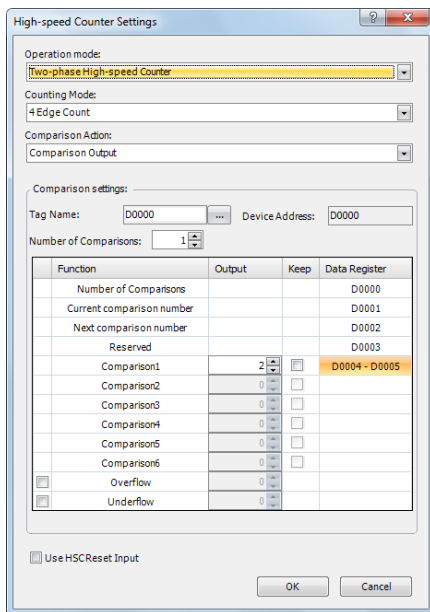 High-speed Counter Settings
?
Operation mode:
Two-phase High-speed Counter
Counting Mode:
4 Edge Count
Comparison Action:
Comparison Output
Comparison settings:
Tag Name: D0000 ... Device Address: D0000
Number of Comparisons: 1
Function Output Keep Data Register
Number of Comparisons D0000
Current comparison number D0001
Next comparison number D0002
Reserved D0003
Comparison1 2 D0004 - D0005
Comparison2 0
Comparison3 0
Comparison4 0
Comparison5 0
Comparison6 0
Overflow 0
Underflow 0
Use HSCReset Input
OK Cancel